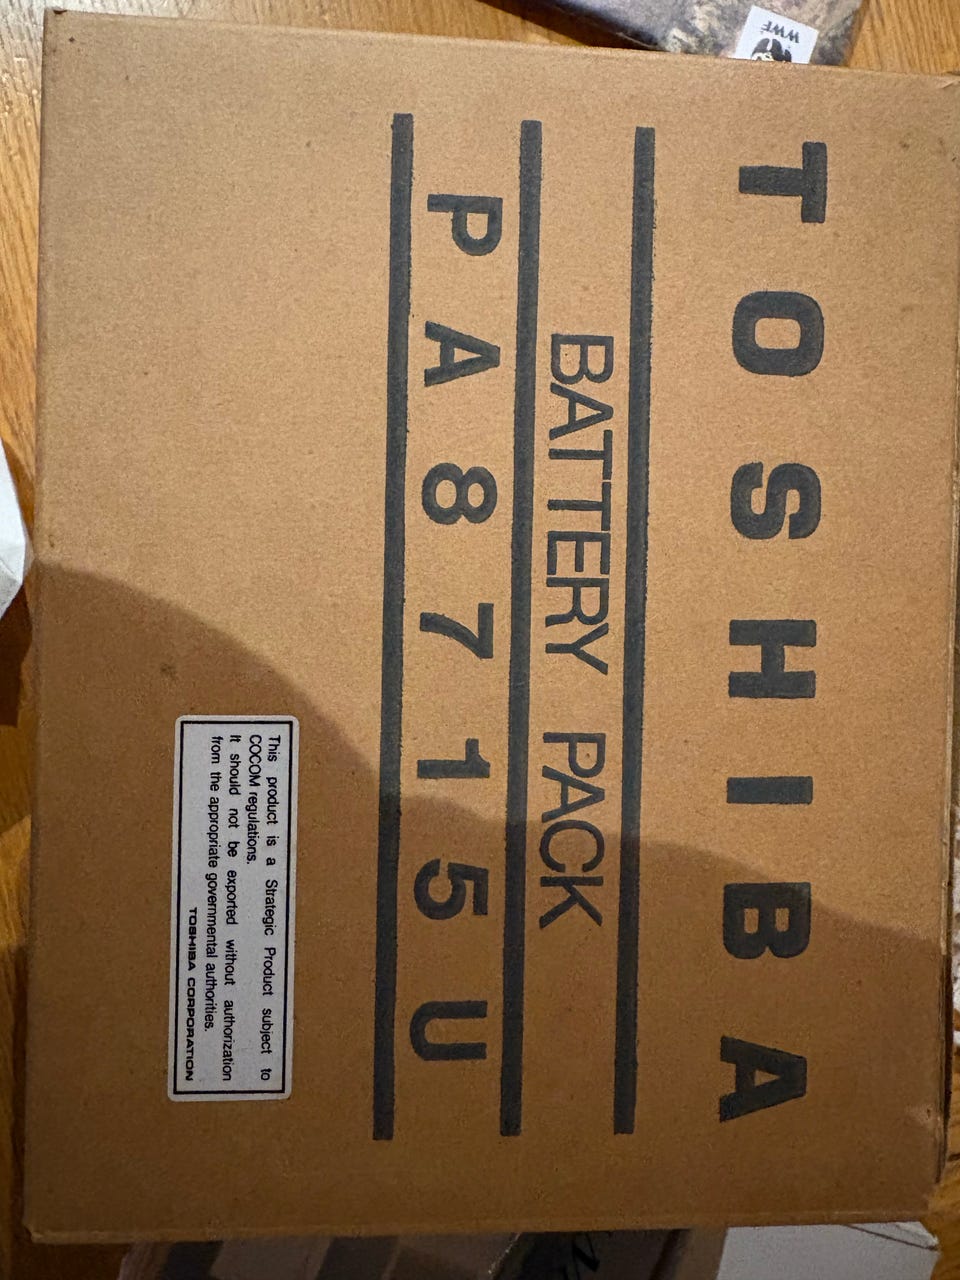 TOSHIBA
BATTERY PACK
PA8715U
This product is a Strategic Product subject to
COCOM regulations.
It should not be exported without authorization
from the appropriate governmental authorities.
TOSHIBA CORPORATION
WWF